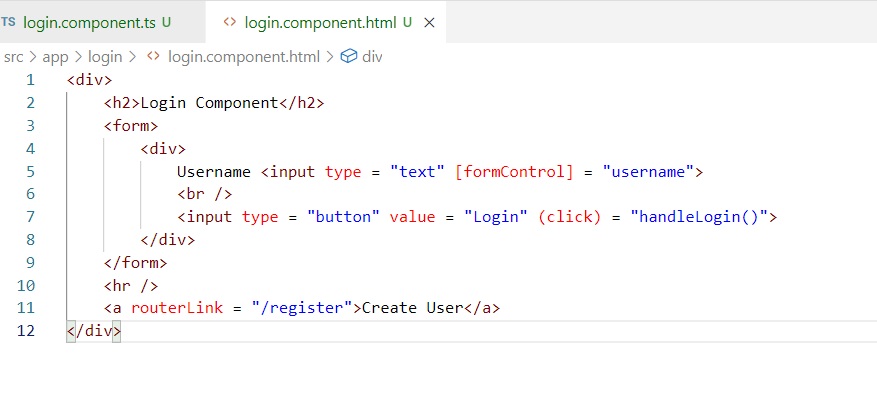 TS login.component.ts U <> login.component.html U ×
src > app > login > <> login.component.html > div
1 <div>
2 <h2>Login Component</h2>
3 <form>
4 <div>
5 Username <input type = "text" [formControl] = "username">
6 <br />
7 <input type = "button" value = "Login" (click) = "handleLogin()">
8 </div>
9 </form>
10 <hr />
11 <a routerLink = "/register">Create User</a>
12 </div>